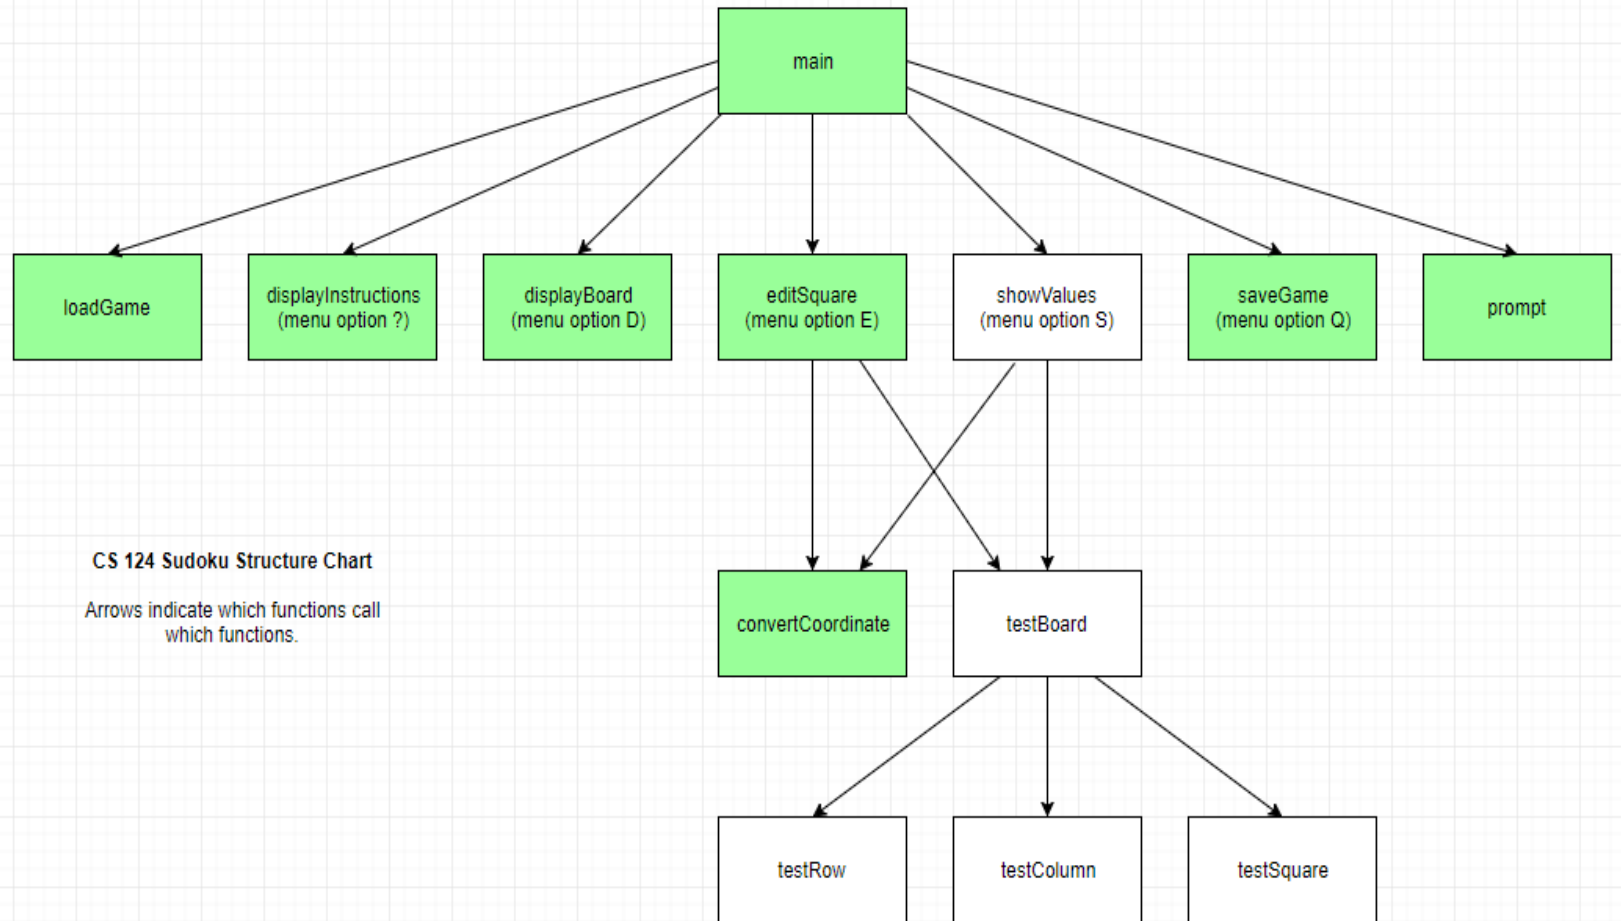 main
loadGame
displayInstructions
(menu option ?)
displayBoard
(menu option D)
editSquare
(menu option E)
showValues
(menu option S)
saveGame
(menu option Q)
prompt
CS 124 Sudoku Structure Chart
Arrows indicate which functions call
which functions.
convertCoordinate
testBoard
testRow
testColumn
testSquare